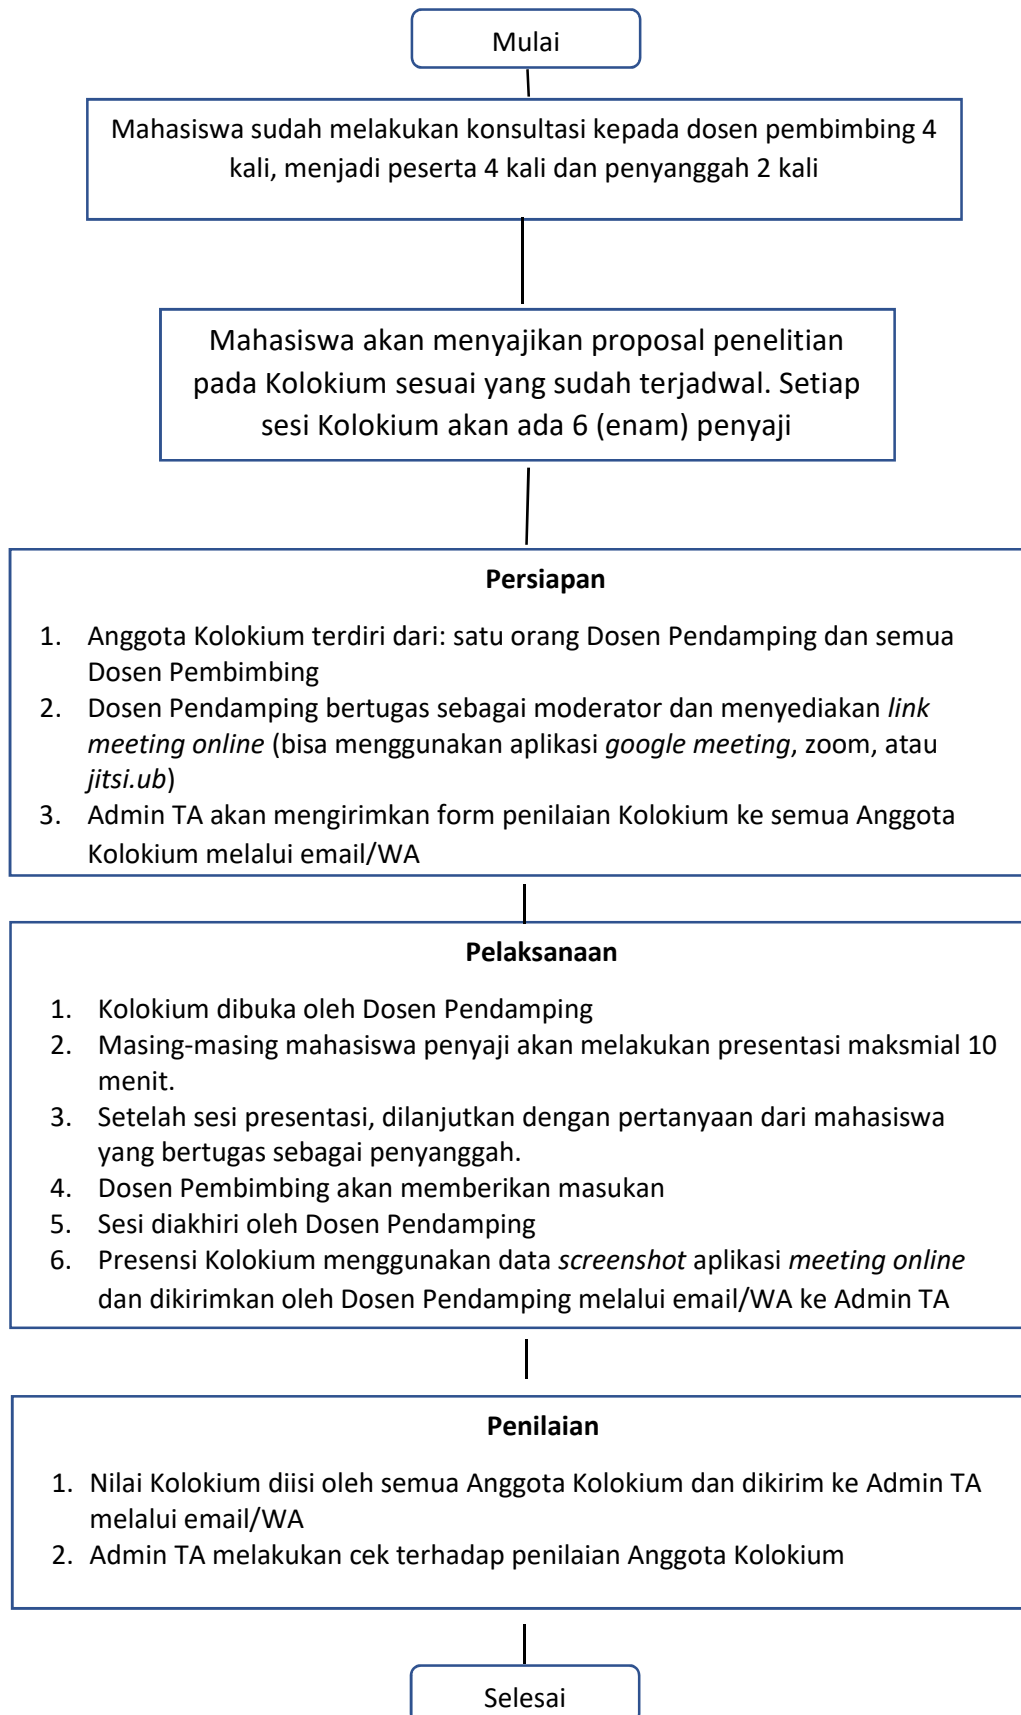 Mulai
Mahasiswa sudah melakukan konsultasi kepada dosen pembimbing 4
kali, menjadi peserta 4 kali dan penyanggah 2 kali
Mahasiswa akan menyajikan proposal penelitian
pada Kolokium sesuai yang sudah terjadwal. Setiap
sesi Kolokium akan ada 6 (enam) penyaji
Persiapan
1. Anggota Kolokium terdiri dari: satu orang Dosen Pendamping dan semua
Dosen Pembimbing
2. Dosen Pendamping bertugas sebagai moderator dan menyediakan link
meeting online (bisa menggunakan aplikasi google meeting, zoom, atau
jitsi.ub)
3. Admin TA akan mengirimkan form penilaian Kolokium ke semua Anggota
Kolokium melalui email/WA
Pelaksanaan
1. Kolokium dibuka oleh Dosen Pendamping
2. Masing-masing mahasiswa penyaji akan melakukan presentasi maksmial 10
menit.
3. Setelah sesi presentasi, dilanjutkan dengan pertanyaan dari mahasiswa
yang bertugas sebagai penyanggah.
4. Dosen Pembimbing akan memberikan masukan
5. Sesi diakhiri oleh Dosen Pendamping
6. Presensi Kolokium menggunakan data screenshot aplikasi meeting online
dan dikirimkan oleh Dosen Pendamping melalui email/WA ke Admin TA
Penilaian
1. Nilai Kolokium diisi oleh semua Anggota Kolokium dan dikirim ke Admin TA
melalui email/WA
2. Admin TA melakukan cek terhadap penilaian Anggota Kolokium
Selesai